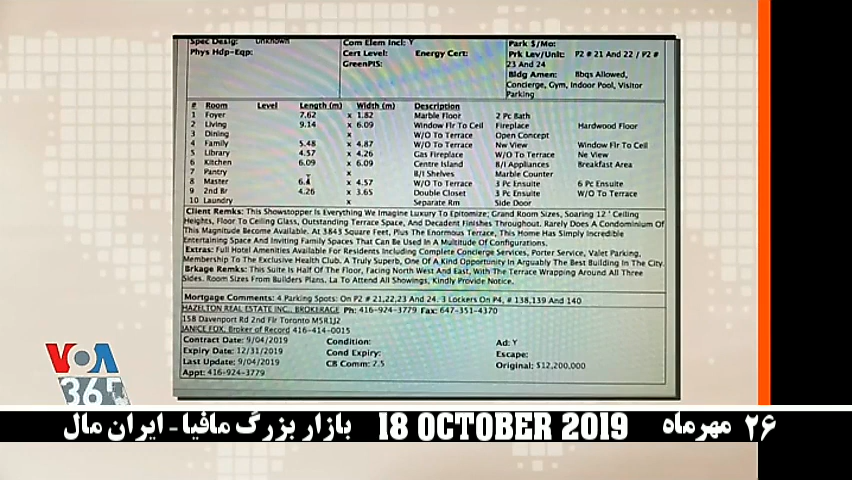 Spec Desig: Unknown Com Elem Incl: Y Park $/Mo:
Phys Hdp-Eqp: Cert Level: Energy Cert: Prk Lev/Unit: P2 # 21 And 22 / P2 #
GreenPIS: 23 And 24
Bldg Amen: Bbqs Allowed,
Concierge, Gym, Indoor Pool, Visitor
Parking
# Room Level Length (m) Width (m) Description
1 Foyer 7.62 x 1.82 Marble Floor 2 Pc Bath
2 Living 9.14 x 6.09 Window Flr To Ceil Fireplace Hardwood Floor
3 Dining x W/O To Terrace Open Concept
4 Family 5.48 x 4.87 W/O To Terrace Nw View Window Flr To Ceil
5 Library 4.57 x 4.26 Gas Fireplace W/O To Terrace Ne View
6 Kitchen 6.09 x 6.09 Centre Island B/I Appliances Breakfast Area
7 Pantry x B/I Shelves Marble Counter
8 Master x 4.57 W/O To Terrace 3 Pc Ensuite 6 Pc Ensuite
9 2nd Br 4.26 x 3.65 Double Closet 3 Pc Ensuite W/O To Terrace
10 Laundry x Separate Rm Side Door
Client Remks: This Showstopper Is Everything We Imagine Luxury To Epitomize; Grand Room Sizes, Soaring 12 ' Ceiling
Heights, Floor To Ceiling Glass, Outstanding Terrace Space, And Decadent Finishes Throughout. Rarely Does A Condominium Of
This Magnitude Become Available. At 3843 Square Feet, Plus The Enormous Terrace, This Home Has Simply Incredible
Entertaining Space And Inviting Family Spaces That Can Be Used In A Multitude Of Configurations.
Extras: Full Hotel Amenities Available For Residents Including Complete Concierge Services, Porter Service, Valet Parking,
Membership To The Exclusive Health Club. A Truly Superb, One Of A Kind Opportunity In Arguably The Best Building In The City.
Brkage Remks: This Suite Is Half Of The Floor, Facing North West And East, With The Terrace Wrapping Around All Three
Sides. Room Sizes From Builders Plans. La To Attend All Showings, Kindly Provide Notice.
Mortgage Comments: 4 Parking Spots: On P2 # 21,22,23 And 24. 3 Lockers On P4, # 138,139 And 140
HAZELTON REAL ESTATE INC., BROKERAGE Ph: 416-924-3779 Fax: 647-351-4370
158 Davenport Rd 2nd Flr Toronto M5R1J2
JANICE FOX, Broker of Record 416-414-0015
Contract Date: 9/04/2019 Condition: Ad: Y
Expiry Date: 12/31/2019 Cond Expiry: Escape:
Last Update: 9/04/2019 CB Comm: 2.5 Original: $12,200,000
Appt: 416-924-3779
VOA
365
۲۶ مهرماه 18 OCTOBER 2019 بازار بزرگ مافیا - ایران مال